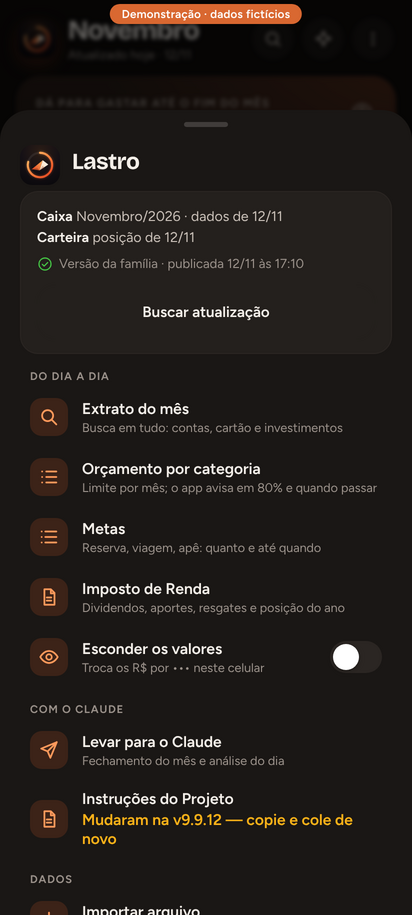 Demonstração · dados fictícios
Novembro
Atualizado hoje · 12/11
DÁ PARA GASTAR ATÉ O FIM DO MÊS
Lastro
Caixa Novembro/2026 · dados de 12/11
Carteira posição de 12/11
Versão da família · publicada 12/11 às 17:10
Buscar atualização
DO DIA A DIA
Extrato do mês
Busca em tudo: contas, cartão e investimentos
Orçamento por categoria
Limite por mês; o app avisa em 80% e quando passar
Metas
Reserva, viagem, apê: quanto e até quando
Imposto de Renda
Dividendos, aportes, resgates e posição do ano
Esconder os valores
Troca os R$ por ••• neste celular
COM O CLAUDE
Levar para o Claude
Fechamento do mês e análise do dia
Instruções do Projeto
Mudaram na v9.9.12 — copie e cole de
novo
DADOS
Importar arquivo